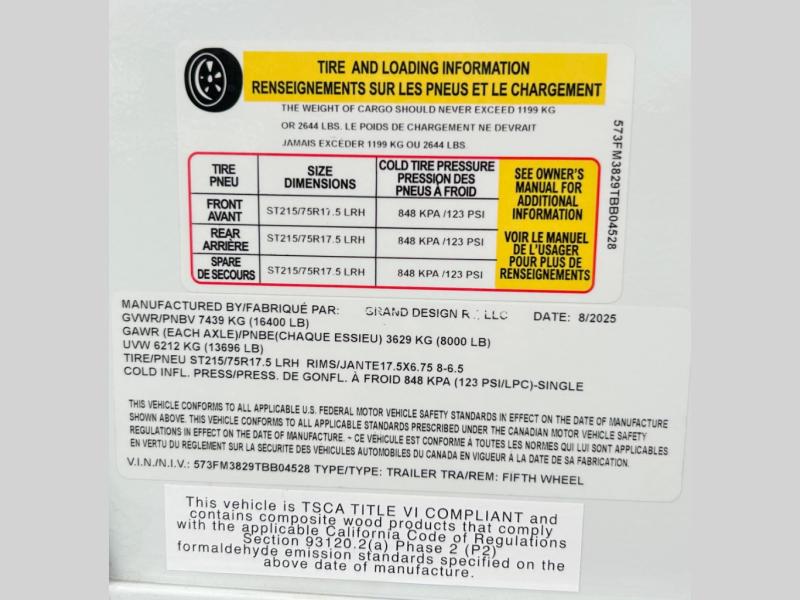 TIRE AND LOADING INFORMATION
RENSEIGNEMENTS SUR LES PNEUS ET LE CHARGEMENT
THE WEIGHT OF CARGO SHOULD NEVER EXCEED 1199 KG
OR 2644 LBS. LE POIDS DE CHARGEMENT NE DEVRAIT
JAMAIS EXCÉDER 1199 KG OU 2644 LBS.
573FM3829TBB04528
TIRE
PNEU
SIZE
DIMENSIONS
COLD TIRE PRESSURE
PRESSION DES
PNEUS À FROID
FRONT
AVANT
ST215/75R17.5 LRH
848 KPA /123 PSI
REAR
ARRIÈRE
ST215/75R17.5 LRH
848 KPA /123 PSI
SPARE
DE SECOURS
ST215/75R17.5 LRH
848 KPA /123 PSI
SEE OWNER'S
MANUAL FOR
ADDITIONAL
INFORMATION
VOIR LE MANUEL
DE L'USAGER
POUR PLUS DE
RENSEIGNEMENTS
MANUFACTURED BY/FABRIQUÉ PAR: GRAND DESIGN LLC DATE: 8/2025
GVWR/PNBV 7439 KG (16400 LB)
GAWR (EACH AXLE)/PNBE(CHAQUE ESSIEU) 3629 KG (8000 LB)
UVW 6212 KG (13696 LB)
TIRE/PNEU ST215/75R17.5 LRH RIMS/JANTE17.5X6.75 8-6.5
COLD INFL. PRESS/PRESS. DE GONFL. À FROID 848 KPA (123 PSI/LPC)-SINGLE
THIS VEHICLE CONFORMS TO ALL APPLICABLE U.S. FEDERAL MOTOR VEHICLE SAFETY STANDARDS IN EFFECT ON THE DATE OF MANUFACTURE
SHOWN ABOVE. THIS VEHICLE CONFORMS TO ALL APPLICABLE STANDARDS PRESCRIBED UNDER THE CANADIAN MOTOR VEHICLE SAFETY
REGULATIONS IN EFFECT ON THE DATE OF MANUFACTURE. - CE VÉHICULE EST CONFORME À TOUTES LES NORMES QUI LUI SONT APPLICABLES
EN VERTU DU REGLEMENT SUR LA SECURITE DES VÉHICULES AUTOMOBILES DU CANADA EN VIGUEUR À LA DATE DE SA FABRICATION.
V.I.N./N.I.V.: 573FM3829TBB04528 TYPE/TYPE: TRAILER TRA/REM: FIFTH WHEEL
This vehicle is TSCA TITLE VI COMPLIANT and
contains composite wood products that comply
with the applicable California Code of Regulations
Section 93120.2(a) Phase 2 (P2)
formaldehyde emission standards specified on the
above date of manufacture.